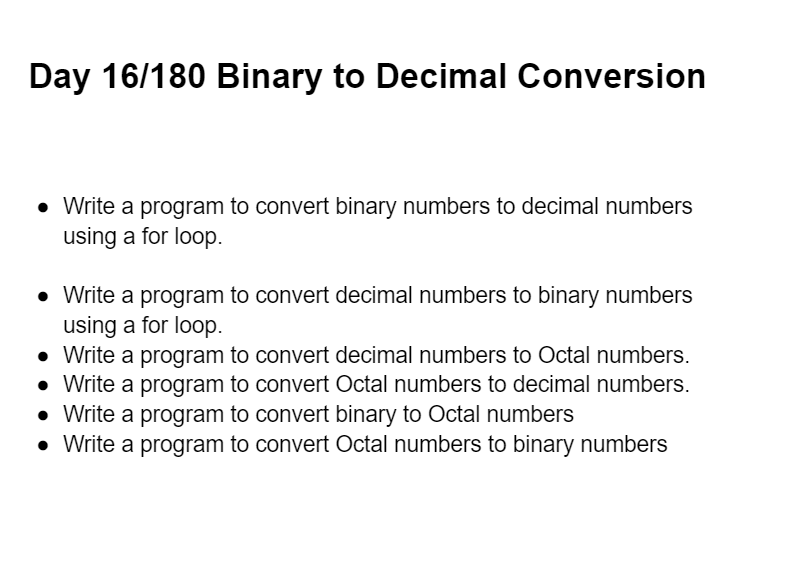 Day 16/180 Binary to Decimal Conversion
● Write a program to convert binary numbers to decimal numbers
using a for loop.
● Write a program to convert decimal numbers to binary numbers
using a for loop.
● Write a program to convert decimal numbers to Octal numbers.
● Write a program to convert Octal numbers to decimal numbers.
● Write a program to convert binary to Octal numbers
● Write a program to convert Octal numbers to binary numbers